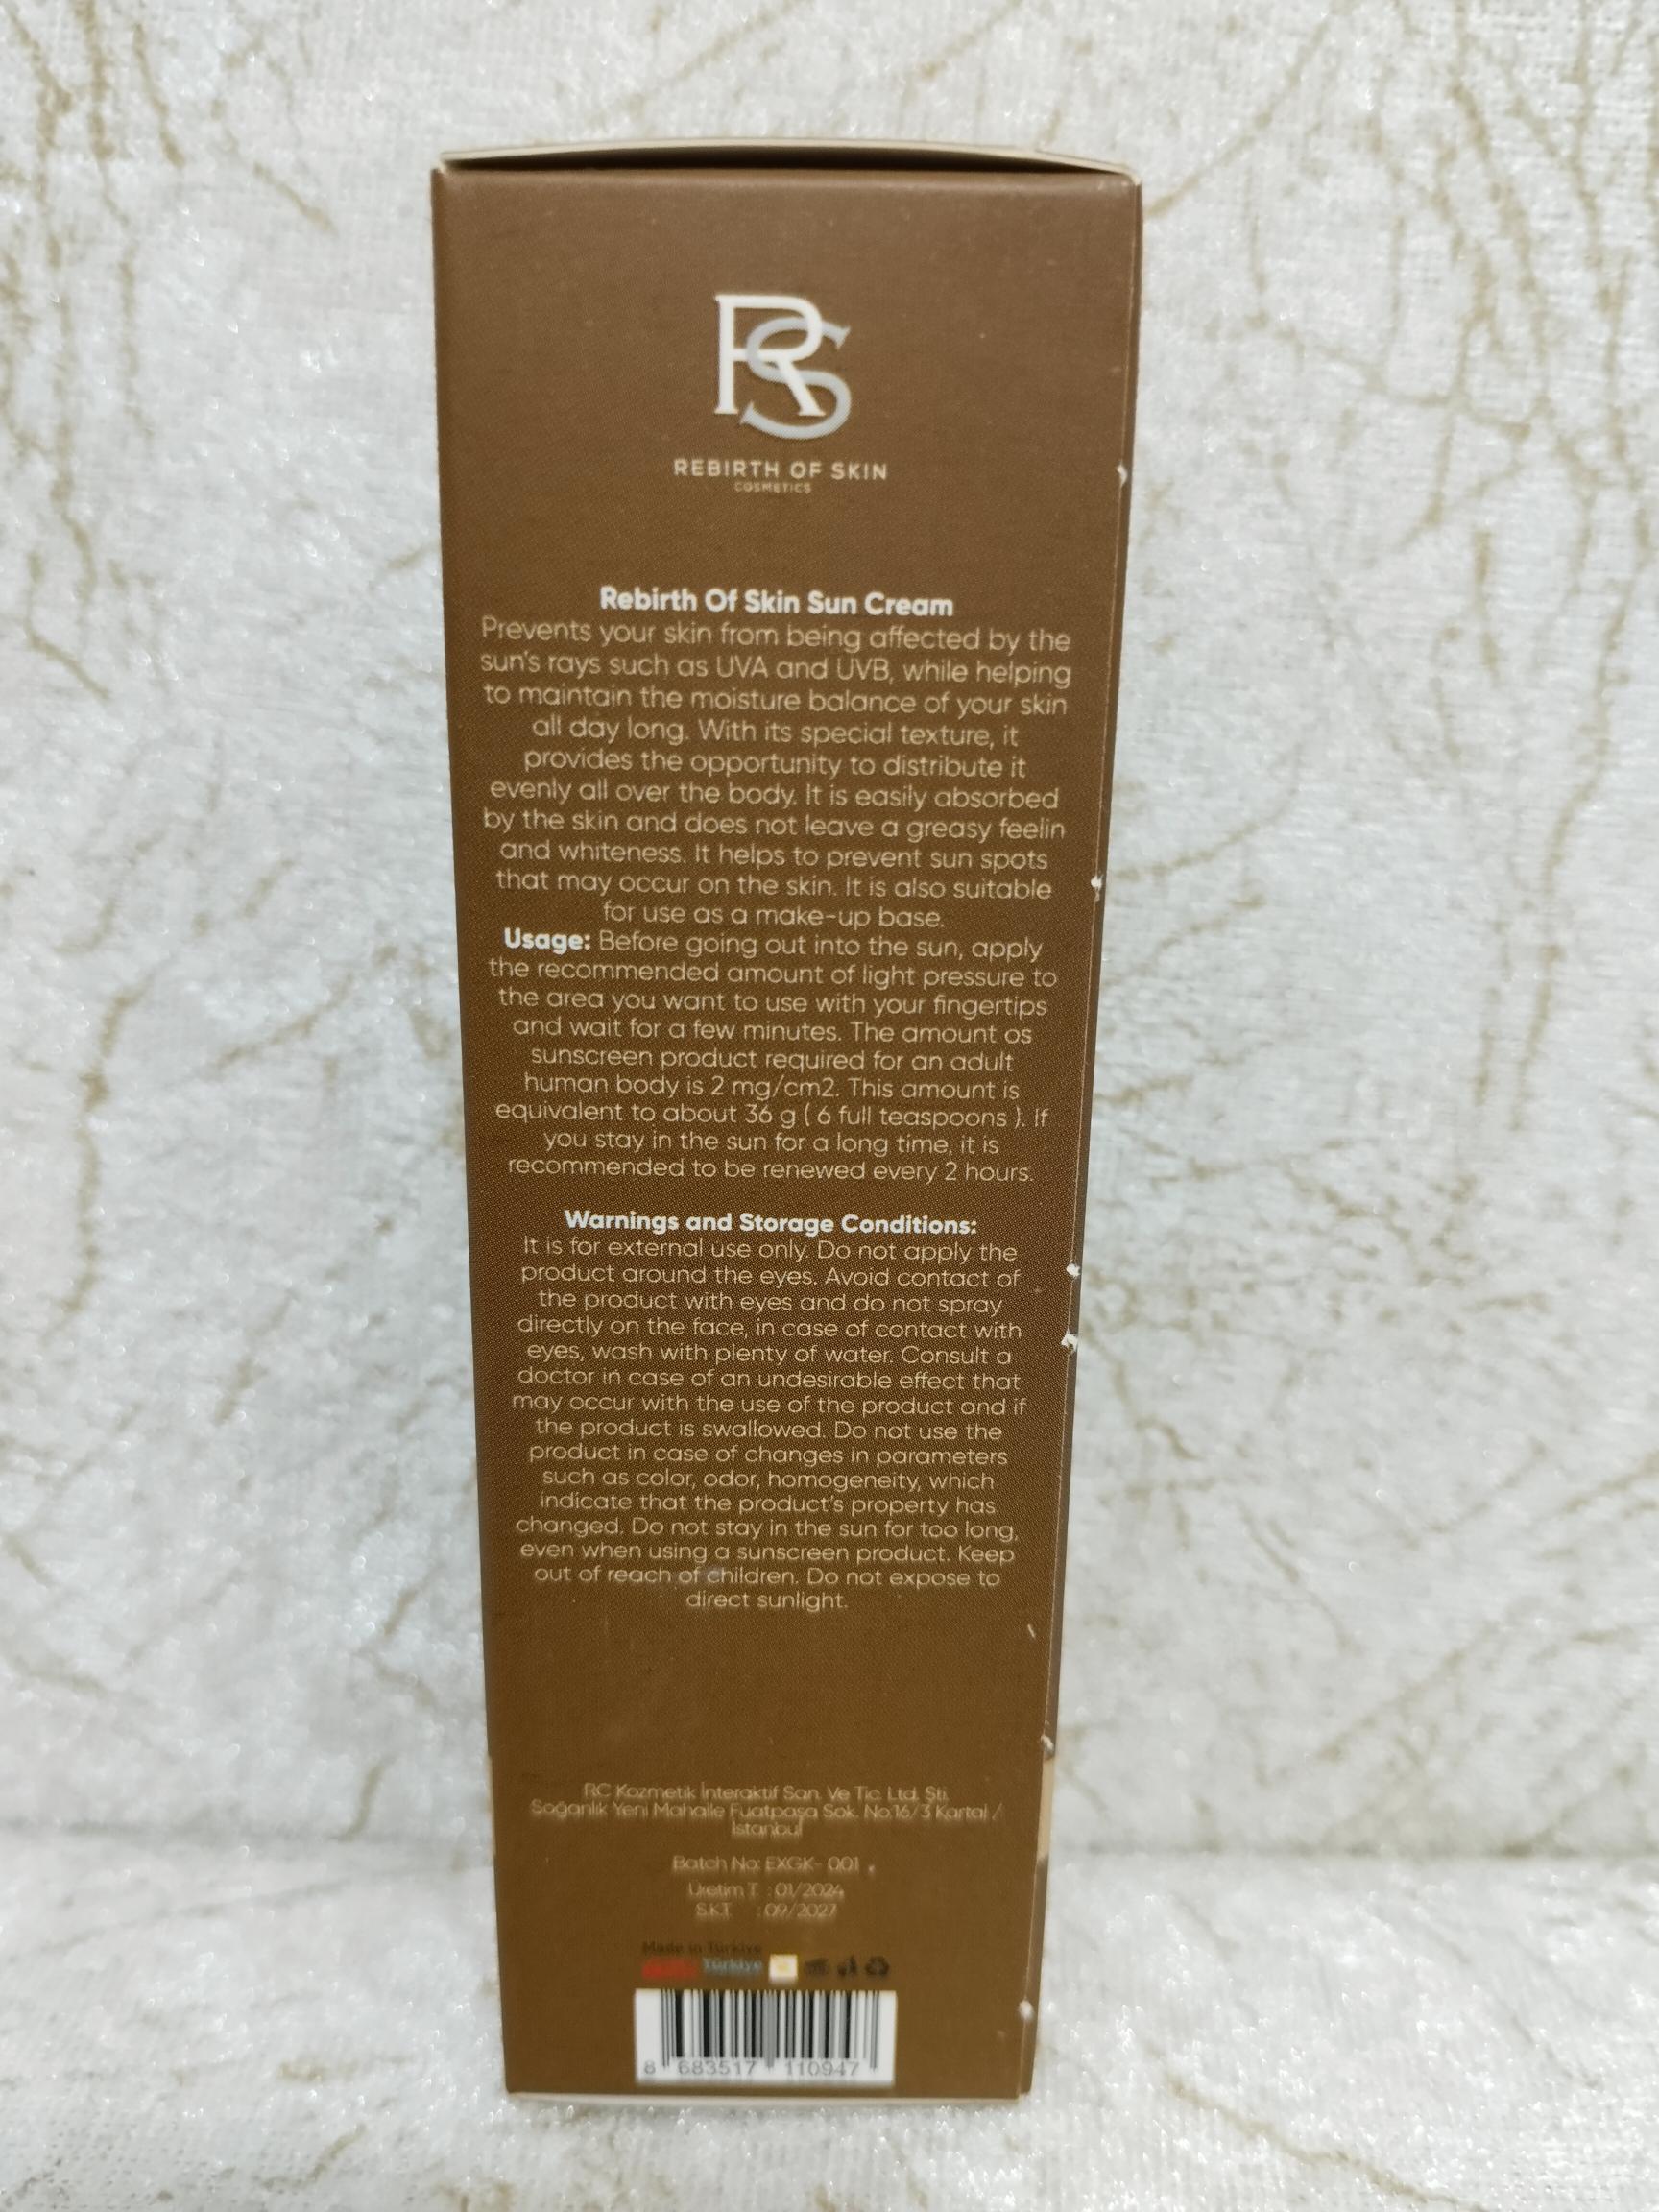 RS
REBIRTH OF SKIN
COSMETICS
Rebirth Of Skin Sun Cream
Prevents your skin from being affected by the
sun's rays such as UVA and UVB, while helping
to maintain the moisture balance of your skin
all day long. With its special texture, it
provides the opportunity to distribute it
evenly all over the body. It is easily absorbed
by the skin and does not leave a greasy feelin
and whiteness. It helps to prevent sun spots
that may occur on the skin. It is also suitable
for use as a make-up base.
Usage: Before going out into the sun, apply
the recommended amount of light pressure to
the area you want to use with your fingertips
and wait for a few minutes. The amount os
sunscreen product required for an adult
human body is 2 mg/cm2. This amount is
equivalent to about 36 g ( 6 full teaspoons ). If
you stay in the sun for a long time, it is
recommended to be renewed every 2 hours.
Warnings and Storage Conditions:
It is for external use only. Do not apply the
product around the eyes. Avoid contact of
the product with eyes and do not spray
directly on the face, in case of contact with
eyes, wash with plenty of water. Consult a
doctor in case of an undesirable effect that
may occur with the use of the product and if
the product is swallowed. Do not use the
product in case of changes in parameters
such as color, odor, homogeneity, which
indicate that the product's property has
changed. Do not stay in the sun for too long,
even when using a sunscreen product. Keep
out of reach of children. Do not expose to
direct sunlight.
RC Kozmetik İnteraktif San. Ve Tic. Ltd. Şti.
Soğanlık Yeni Mahalle Fuatpaşa Sok. No:16/3 Kartal /
İstanbul
Batch No: EXGK- 001
Üretim T. : 01/2024
S.K.T. : 09/2027
Made in Türkiye
Türkiye
8 683517 110947